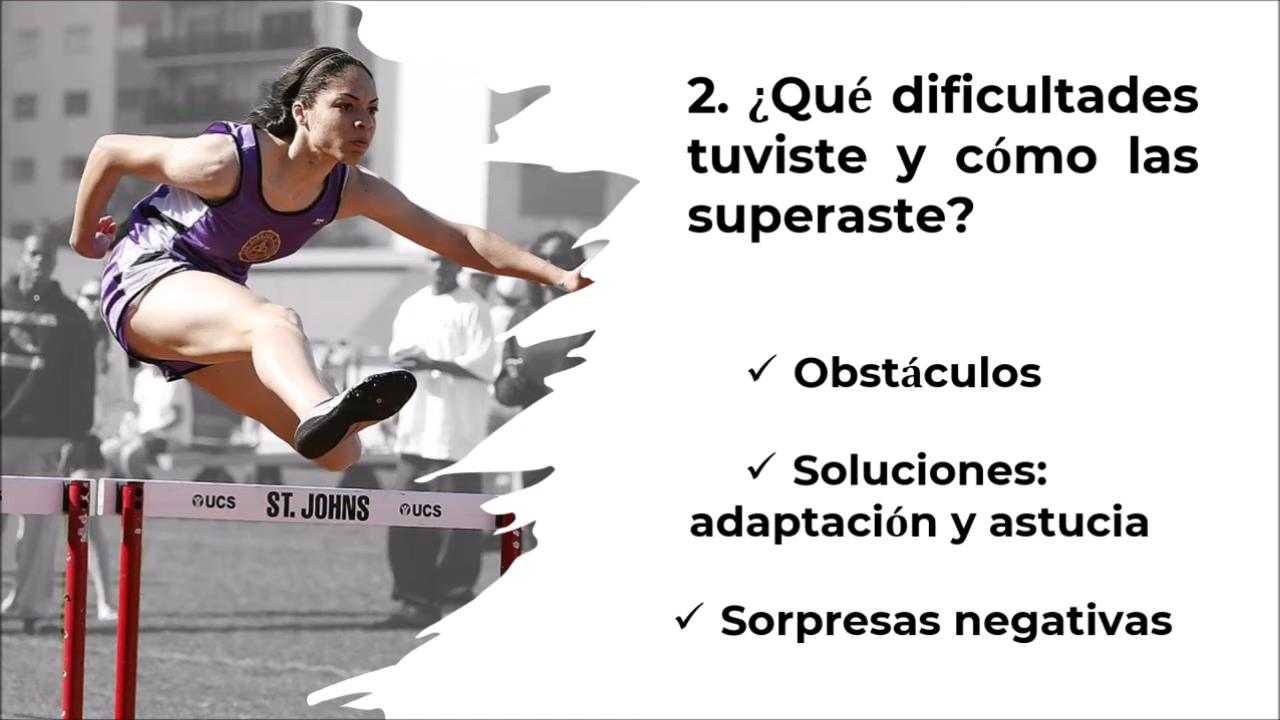 2. ¿Qué dificultades
tuviste y cómo las
superaste?
✓ Obstáculos
✓ Soluciones:
adaptación y astucia
✓ Sorpresas negativas
UCS ST. JOHNS UCS